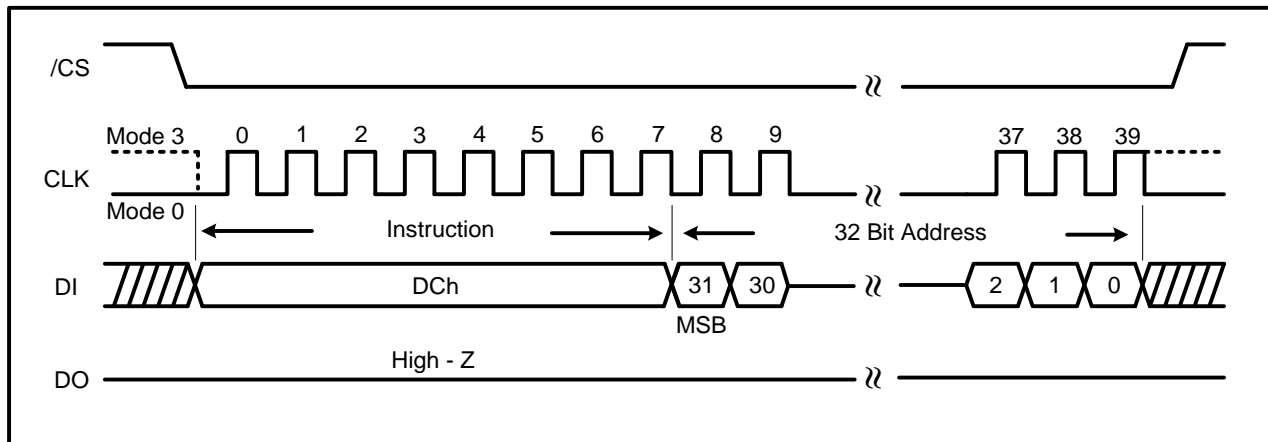 /CS
Mode 3 0 1 2 3 4 5 6 7 8 9 37 38 39
CLK
Mode 0
Instruction 32 Bit Address
DI DCh 31 30 2 1 0
MSB
High - Z
DO